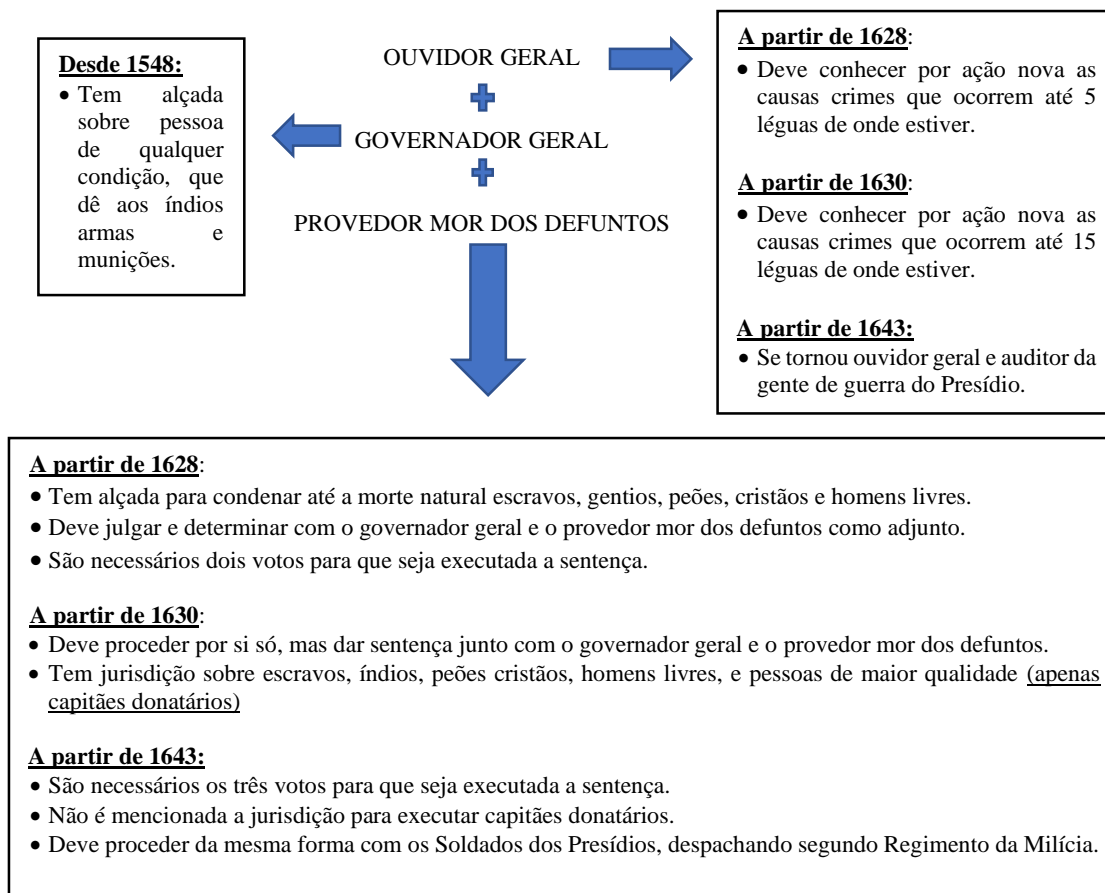 Desde 1548:
• Tem alçada
sobre pessoa
de qualquer
condição, que
dê aos índios
armas e
munições.
OUVIDOR GERAL
GOVERNADOR GERAL
PROVEDOR MOR DOS DEFUNTOS
A partir de 1628:
• Deve conhecer por ação nova as
causas crimes que ocorrem até 5
léguas de onde estiver.
A partir de 1630:
• Deve conhecer por ação nova as
causas crimes que ocorrem até 15
léguas de onde estiver.
A partir de 1643:
• Se tornou ouvidor geral e auditor da
gente de guerra do Presídio.
A partir de 1628:
• Tem alçada para condenar até a morte natural escravos, gentios, peões, cristãos e homens livres.
• Deve julgar e determinar com o governador geral e o provedor mor dos defuntos como adjunto.
• São necessários dois votos para que seja executada a sentença.
A partir de 1630:
• Deve proceder por si só, mas dar sentença junto com o governador geral e o provedor mor dos defuntos.
• Tem jurisdição sobre escravos, índios, peões cristãos, homens livres, e pessoas de maior qualidade (apenas
capitães donatários)
A partir de 1643:
• São necessários os três votos para que seja executada a sentença.
• Não é mencionada a jurisdição para executar capitães donatários.
• Deve proceder da mesma forma com os Soldados dos Presídios, despachando segundo Regimento da Milícia.